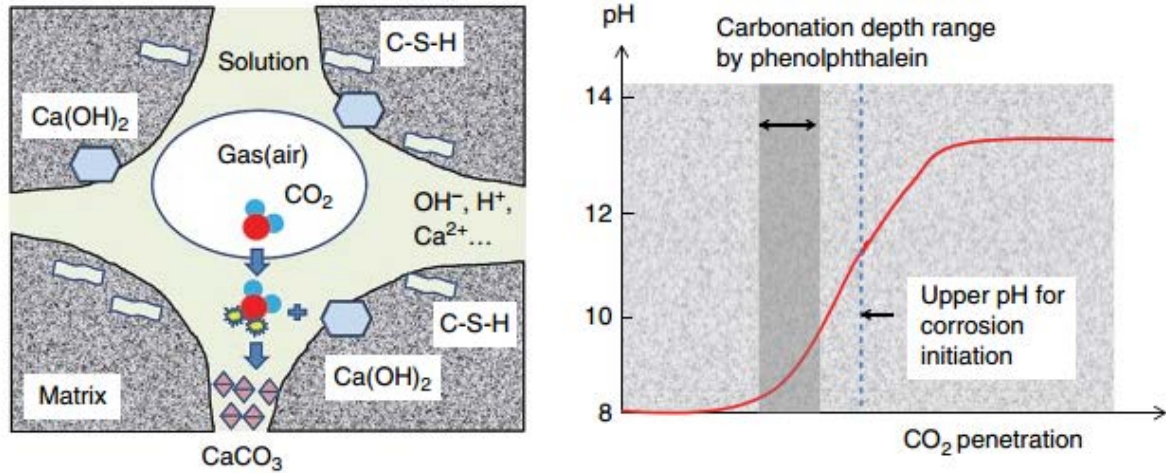 C-S-H
Solution
Ca(OH)₂
Gas(air)
CO₂
OH⁻, H⁺,
Ca²⁺...
C-S-H
Ca(OH)₂
Matrix
CaCO₃
pH
Carbonation depth range
by phenolphthalein
14
12
10
8
Upper pH for
corrosion
initiation
CO₂ penetration